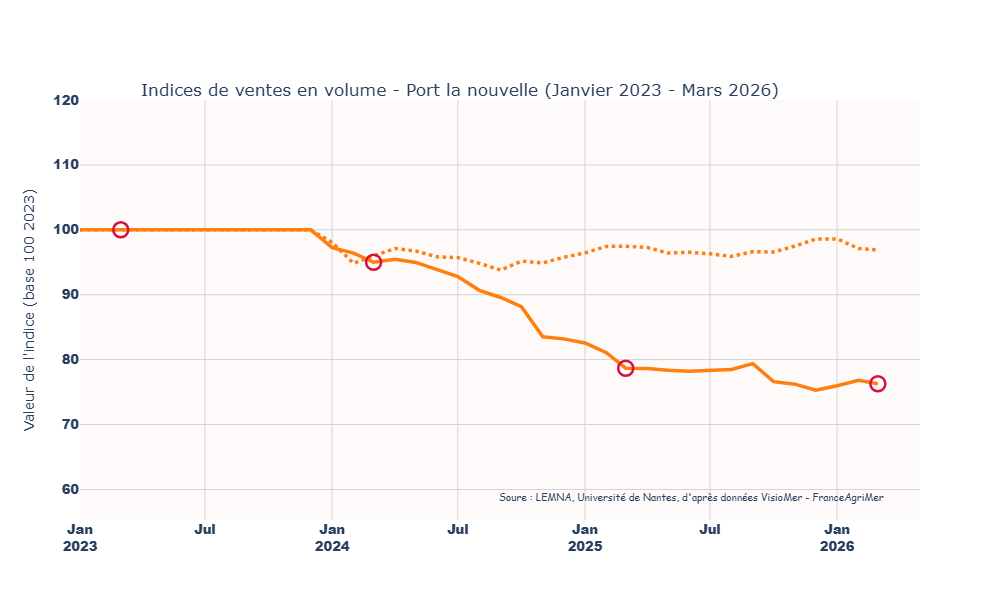 Indices de ventes en volume - Port la nouvelle (Janvier 2023 - Mars 2026)
Valeur de l'indice (base 100 2023)
120
110
100
90
80
70
60
Soure : LEMNA, Université de Nantes, d'après données VisioMer - FranceAgriMer
Jan Jul Jan Jul Jan Jul Jan
2023 2024 2025 2026